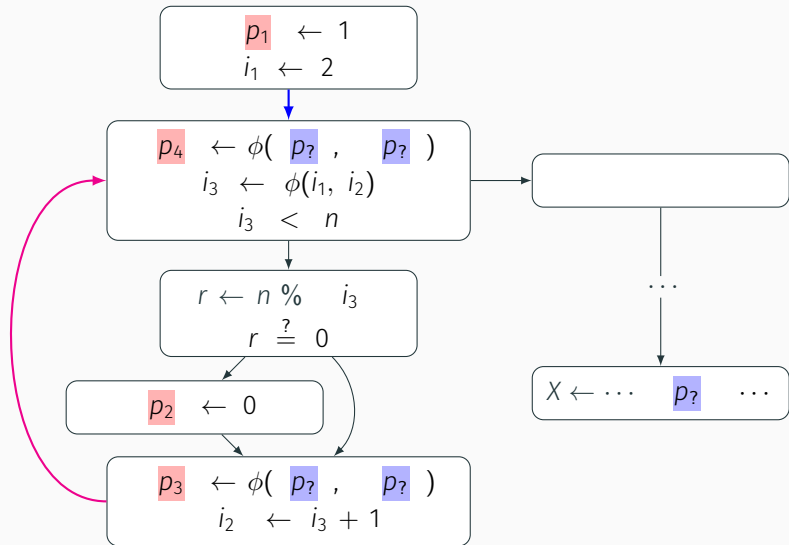 p₁ ← 1
i₁ ← 2
p₄ ← ϕ( p? , p? )
i₃ ← ϕ(i₁, i₂)
i₃ < n
r ← n % i₃
r ≟ 0
p₂ ← 0
p₃ ← ϕ( p? , p? )
i₂ ← i₃ + 1
⋯
X ← ⋯ p? ⋯